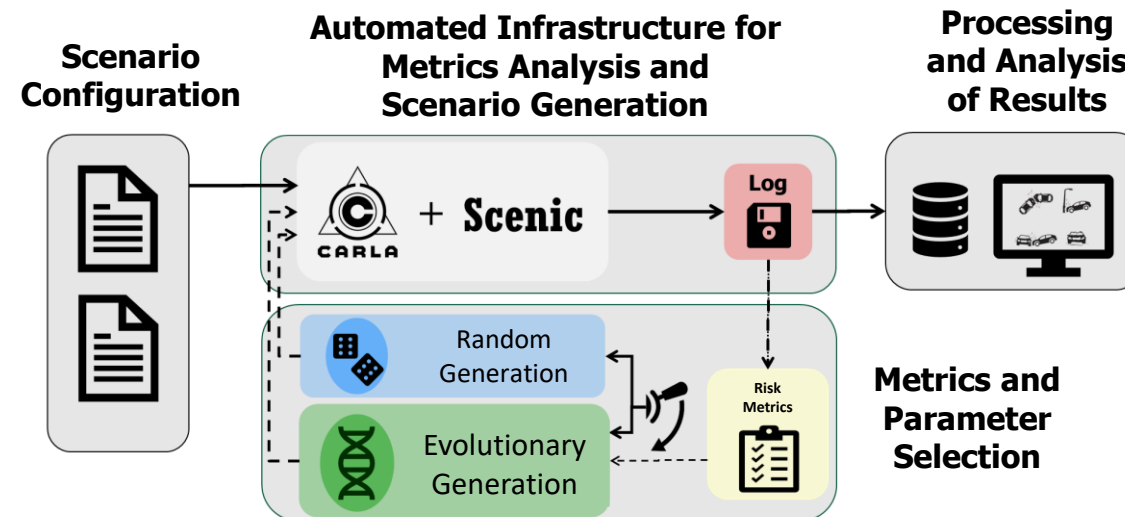 Scenario
Configuration
Automated Infrastructure for
Metrics Analysis and
Scenario Generation
Processing
and Analysis
of Results
CARLA
+
Scenic
Log
Random
Generation
Evolutionary
Generation
Risk
Metrics
Metrics and
Parameter
Selection